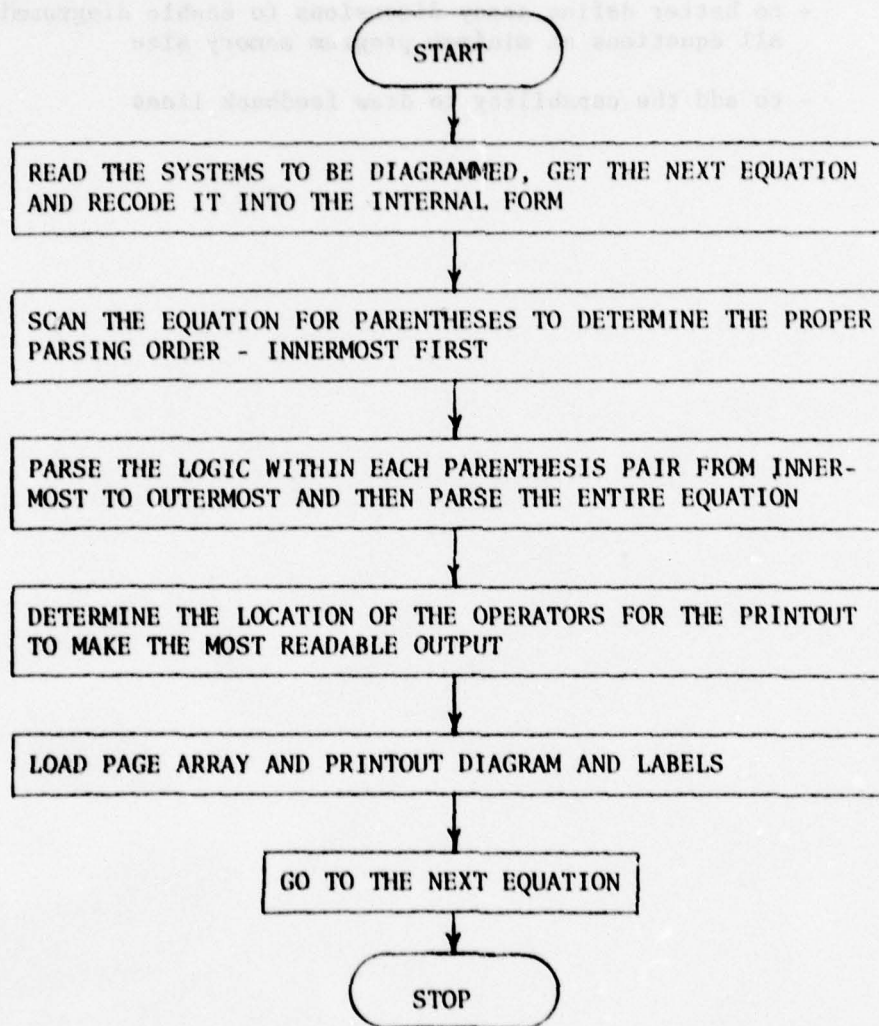 START
READ THE SYSTEMS TO BE DIAGRAMMED, GET THE NEXT EQUATION
AND RECODE IT INTO THE INTERNAL FORM
SCAN THE EQUATION FOR PARENTHESES TO DETERMINE THE PROPER
PARSING ORDER - INNERMOST FIRST
PARSE THE LOGIC WITHIN EACH PARENTHESIS PAIR FROM INNER-
MOST TO OUTERMOST AND THEN PARSE THE ENTIRE EQUATION
DETERMINE THE LOCATION OF THE OPERATORS FOR THE PRINTOUT
TO MAKE THE MOST READABLE OUTPUT
LOAD PAGE ARRAY AND PRINTOUT DIAGRAM AND LABELS
GO TO THE NEXT EQUATION
STOP